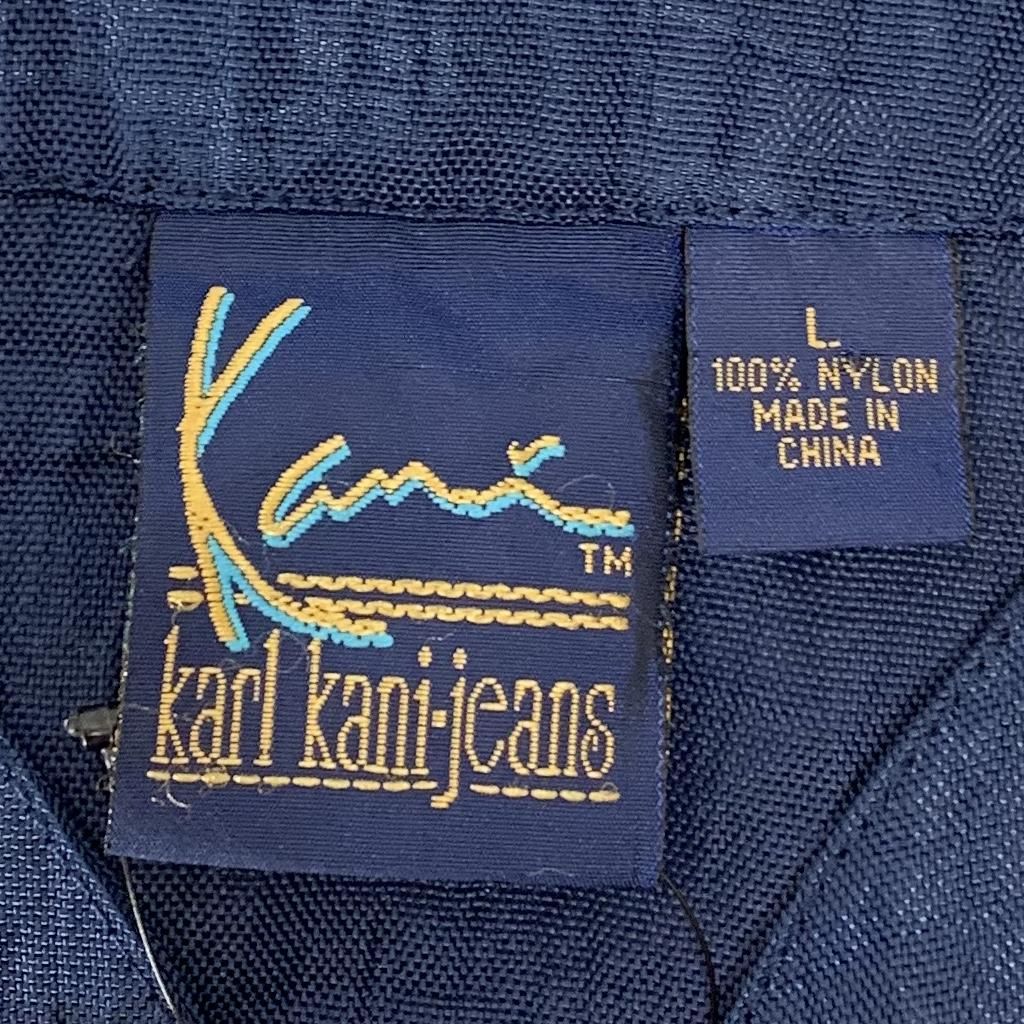 Kani
TM
karl kani-jeans
L
100% NYLON
MADE IN
CHINA